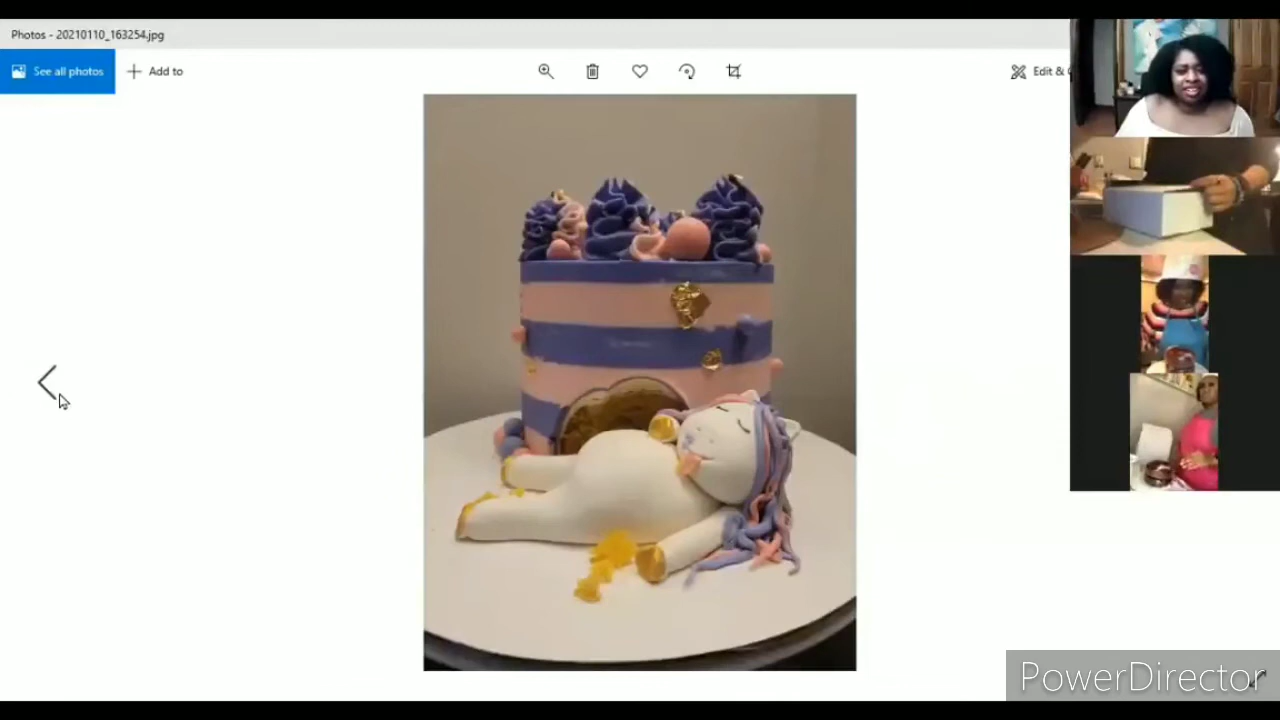 Photos - 20210110_163254.jpg
See all photos
Add to
Edit &
PowerDirector